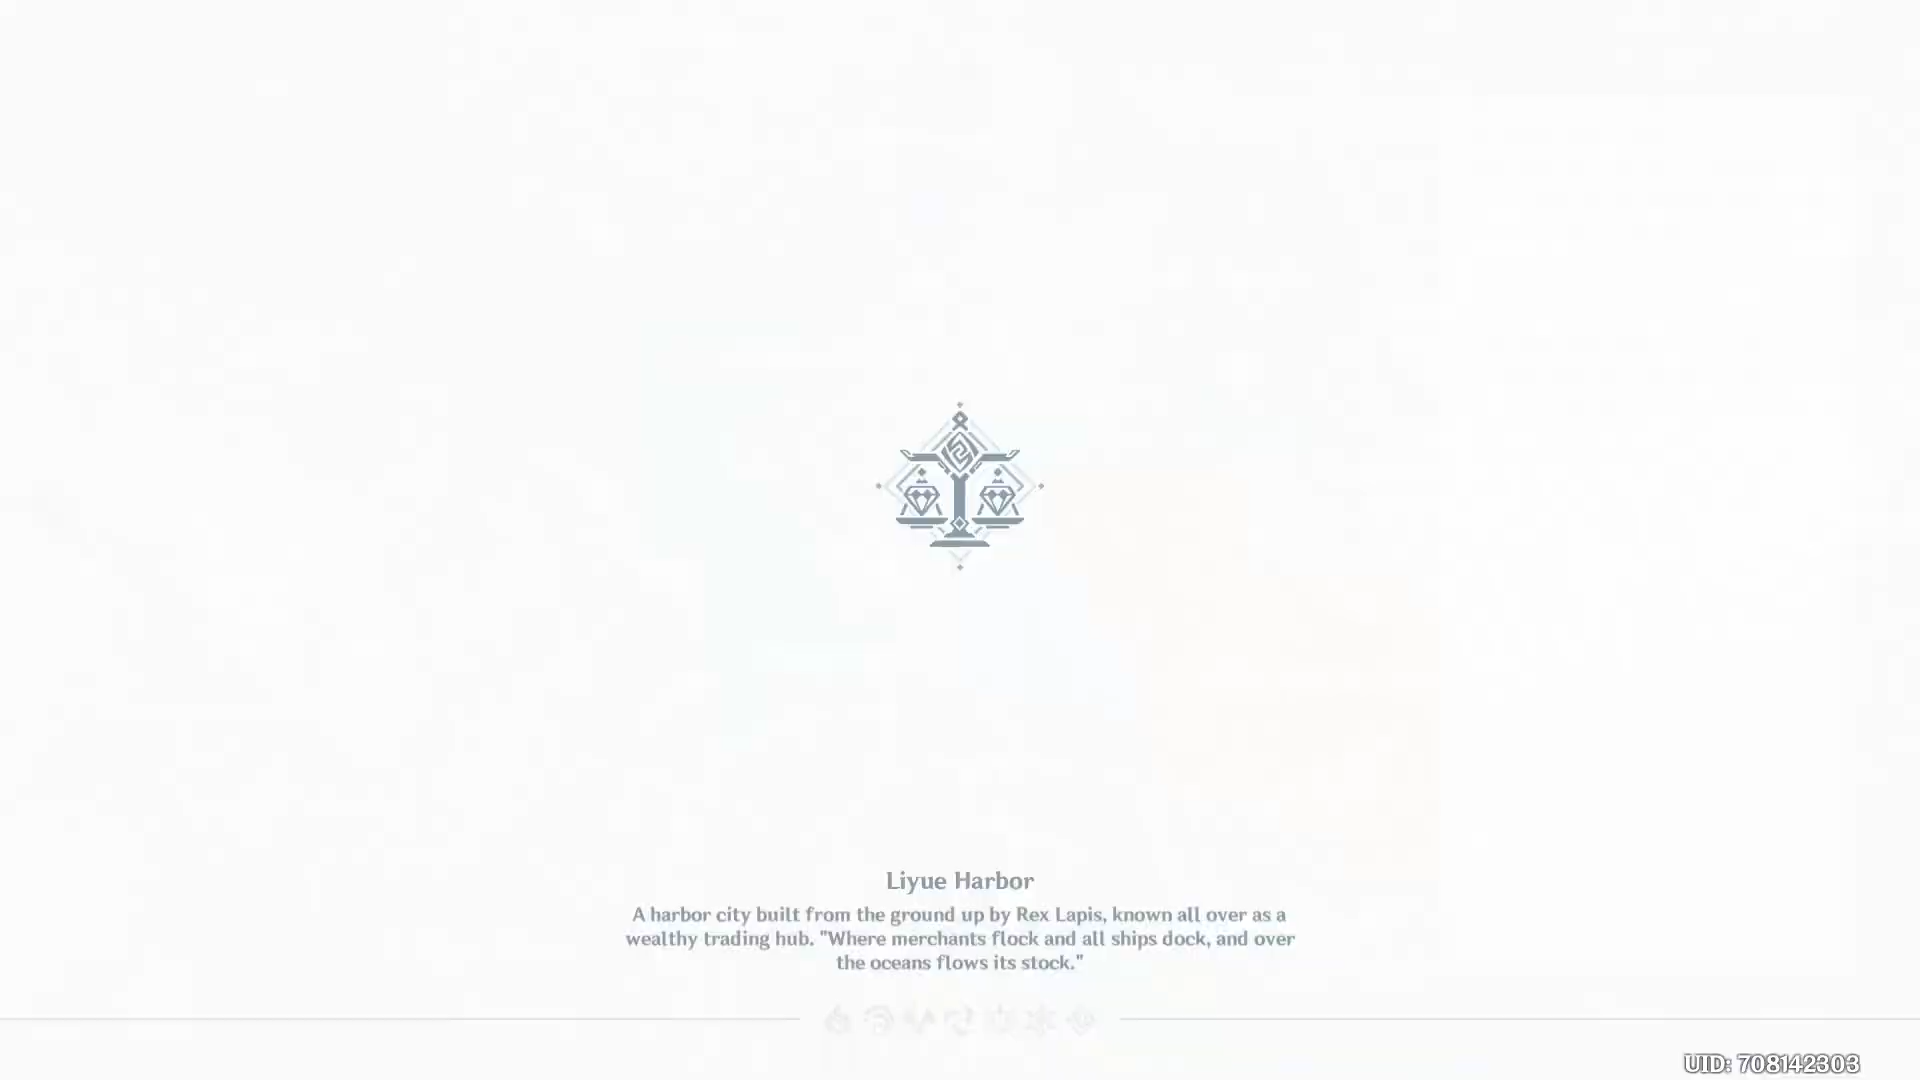 Liyue Harbor
A harbor city built from the ground up by Rex Lapis, known all over as a
wealthy trading hub. "Where merchants flock and all ships dock, and over
the oceans flows its stock."
UID: 708142303